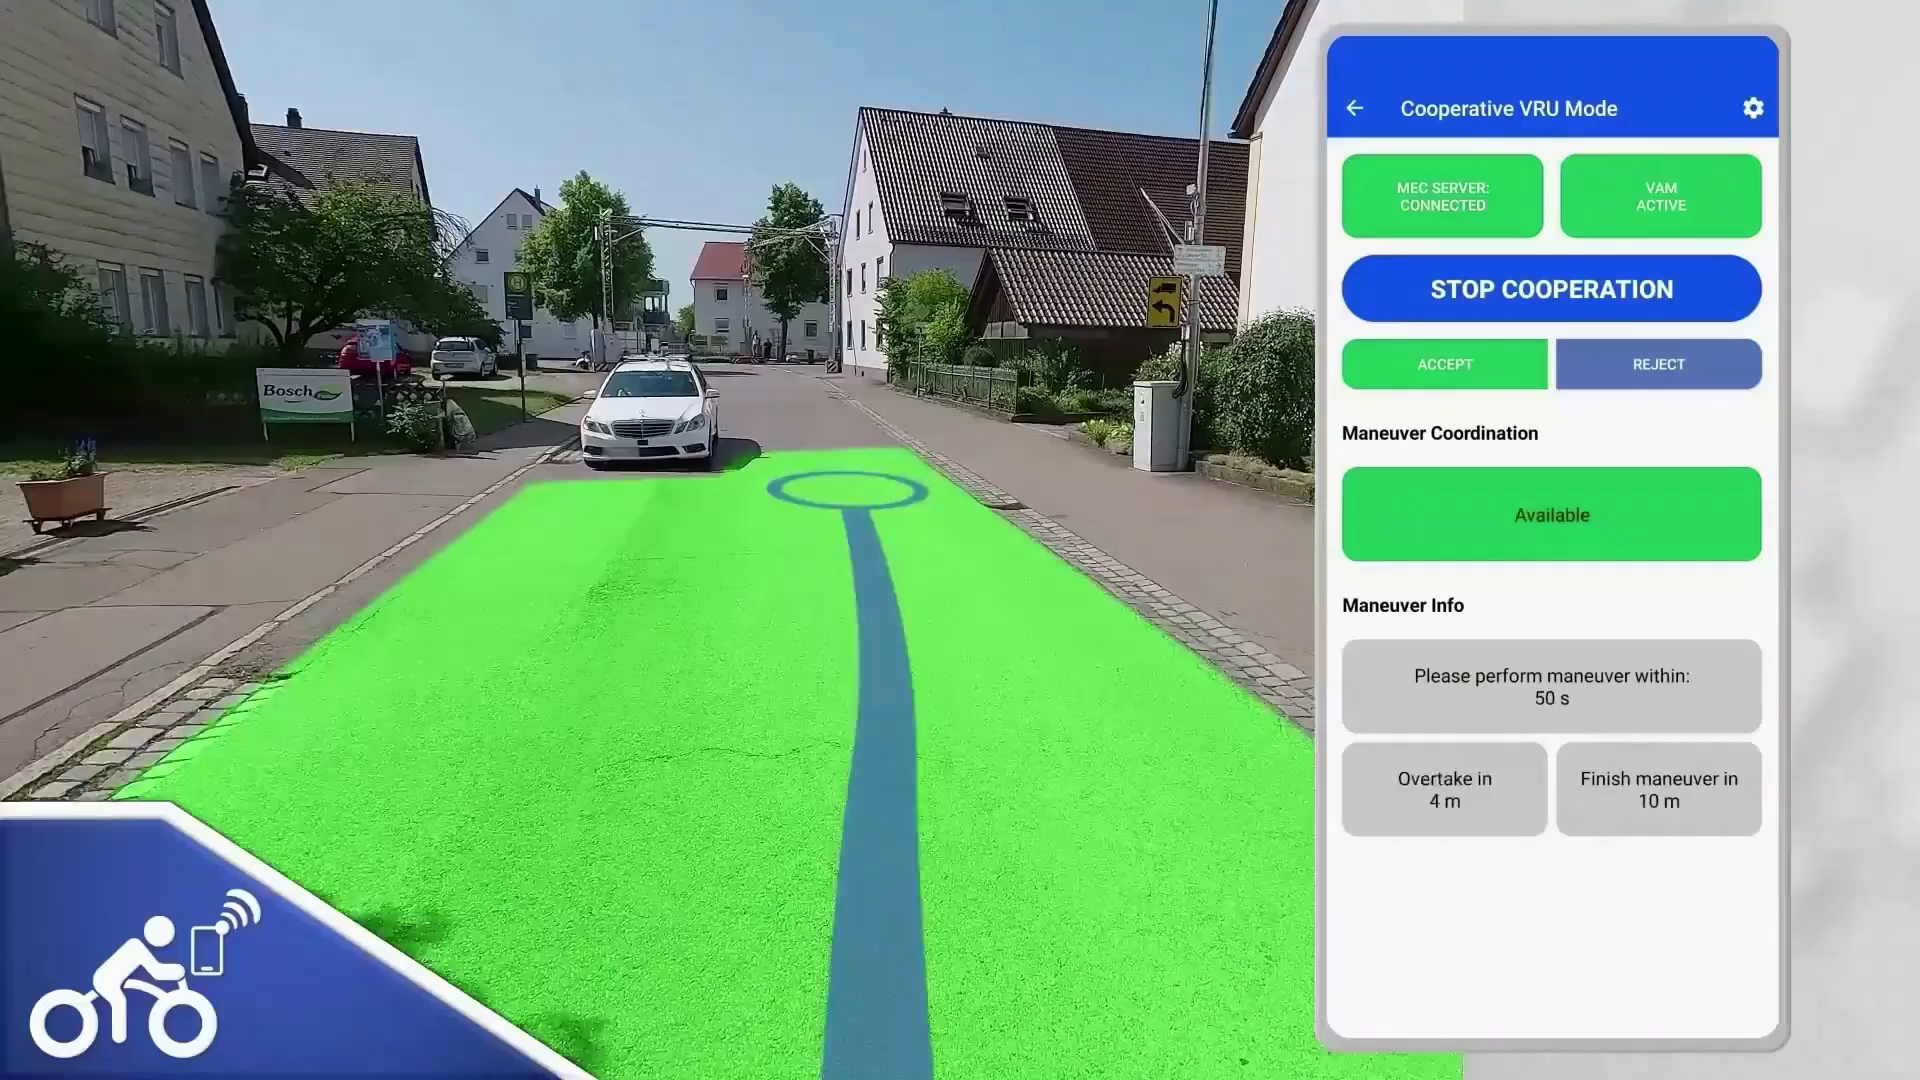 Bosch
H
Cooperative VRU Mode
MEC SERVER:
CONNECTED
VAM
ACTIVE
STOP COOPERATION
ACCEPT
REJECT
Maneuver Coordination
Available
Maneuver Info
Please perform maneuver within:
50 s
Overtake in
4 m
Finish maneuver in
10 m